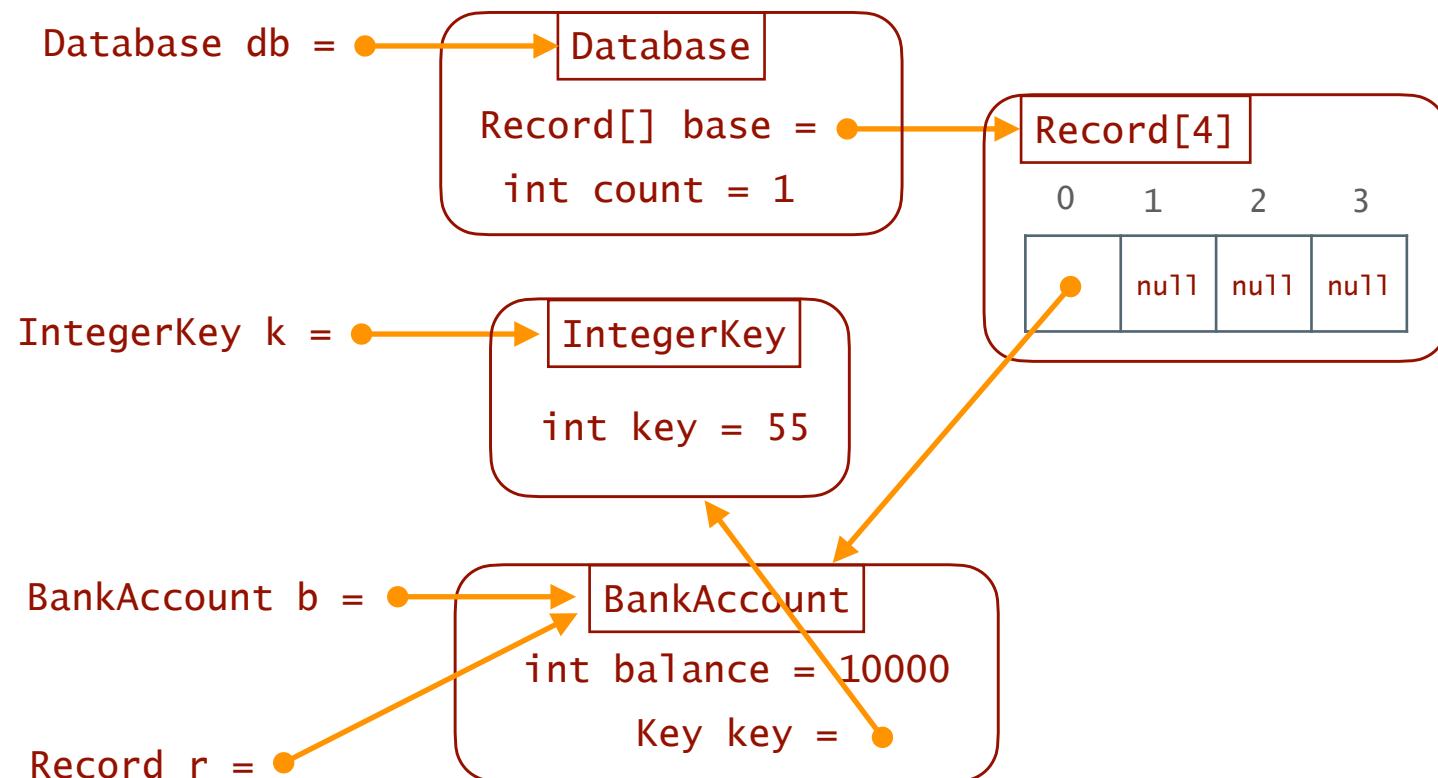 Database db =
Database
Record[] base =
int count = 1
Record[4]
0 1 2 3
null null null
IntegerKey k =
IntegerKey
int key = 55
BankAccount b =
BankAccount
int balance = 10000
Key key =
Record r =